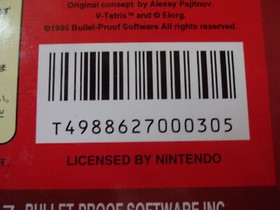 Original concept by Alexey Pajitnov.
V-Tetris™ and © Elorg.
©1995 Bullet-Proof Software All rights reserved.
T4988627000305
LICENSED BY NINTENDO
BULLET-PROOF SOFTWARE,INC.